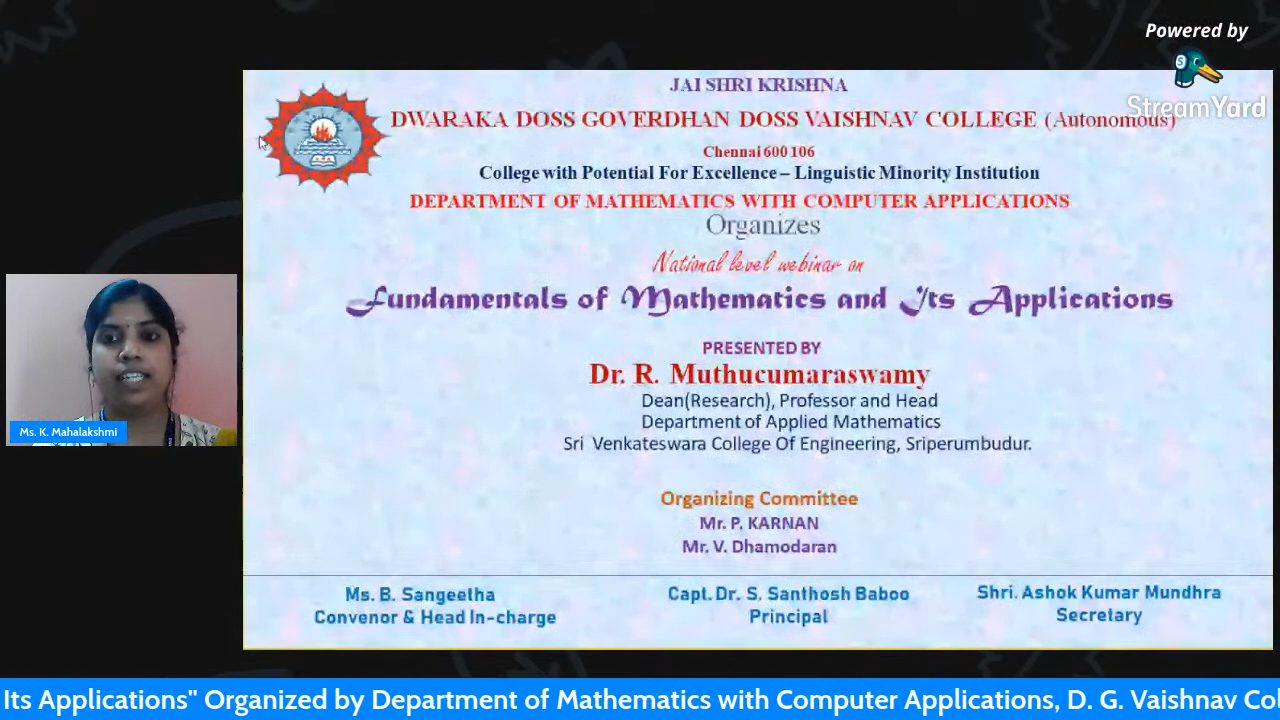 Powered by
StreamYard
JAI SHRI KRISHNA
DWARAKA DOSS GOVERDHAN DOSS VAISHNAV COLLEGE (Autonomous)
Chennai 600 106
College with Potential For Excellence – Linguistic Minority Institution
DEPARTMENT OF MATHEMATICS WITH COMPUTER APPLICATIONS
Organizes
National level webinar on
Fundamentals of Mathematics and Its Applications
PRESENTED BY
Dr. R. Muthucumaraswamy
Dean(Research), Professor and Head
Department of Applied Mathematics
Sri Venkateswara College Of Engineering, Sriperumbudur.
Ms. K. Mahalakshmi
Organizing Committee
Mr. P. KARNAN
Mr. V. Dhamodaran
Ms. B. Sangeetha
Convenor & Head In-charge
Capt. Dr. S. Santhosh Baboo
Principal
Shri. Ashok Kumar Mundhra
Secretary
Its Applications" Organized by Department of Mathematics with Computer Applications, D. G. Vaishnav Co